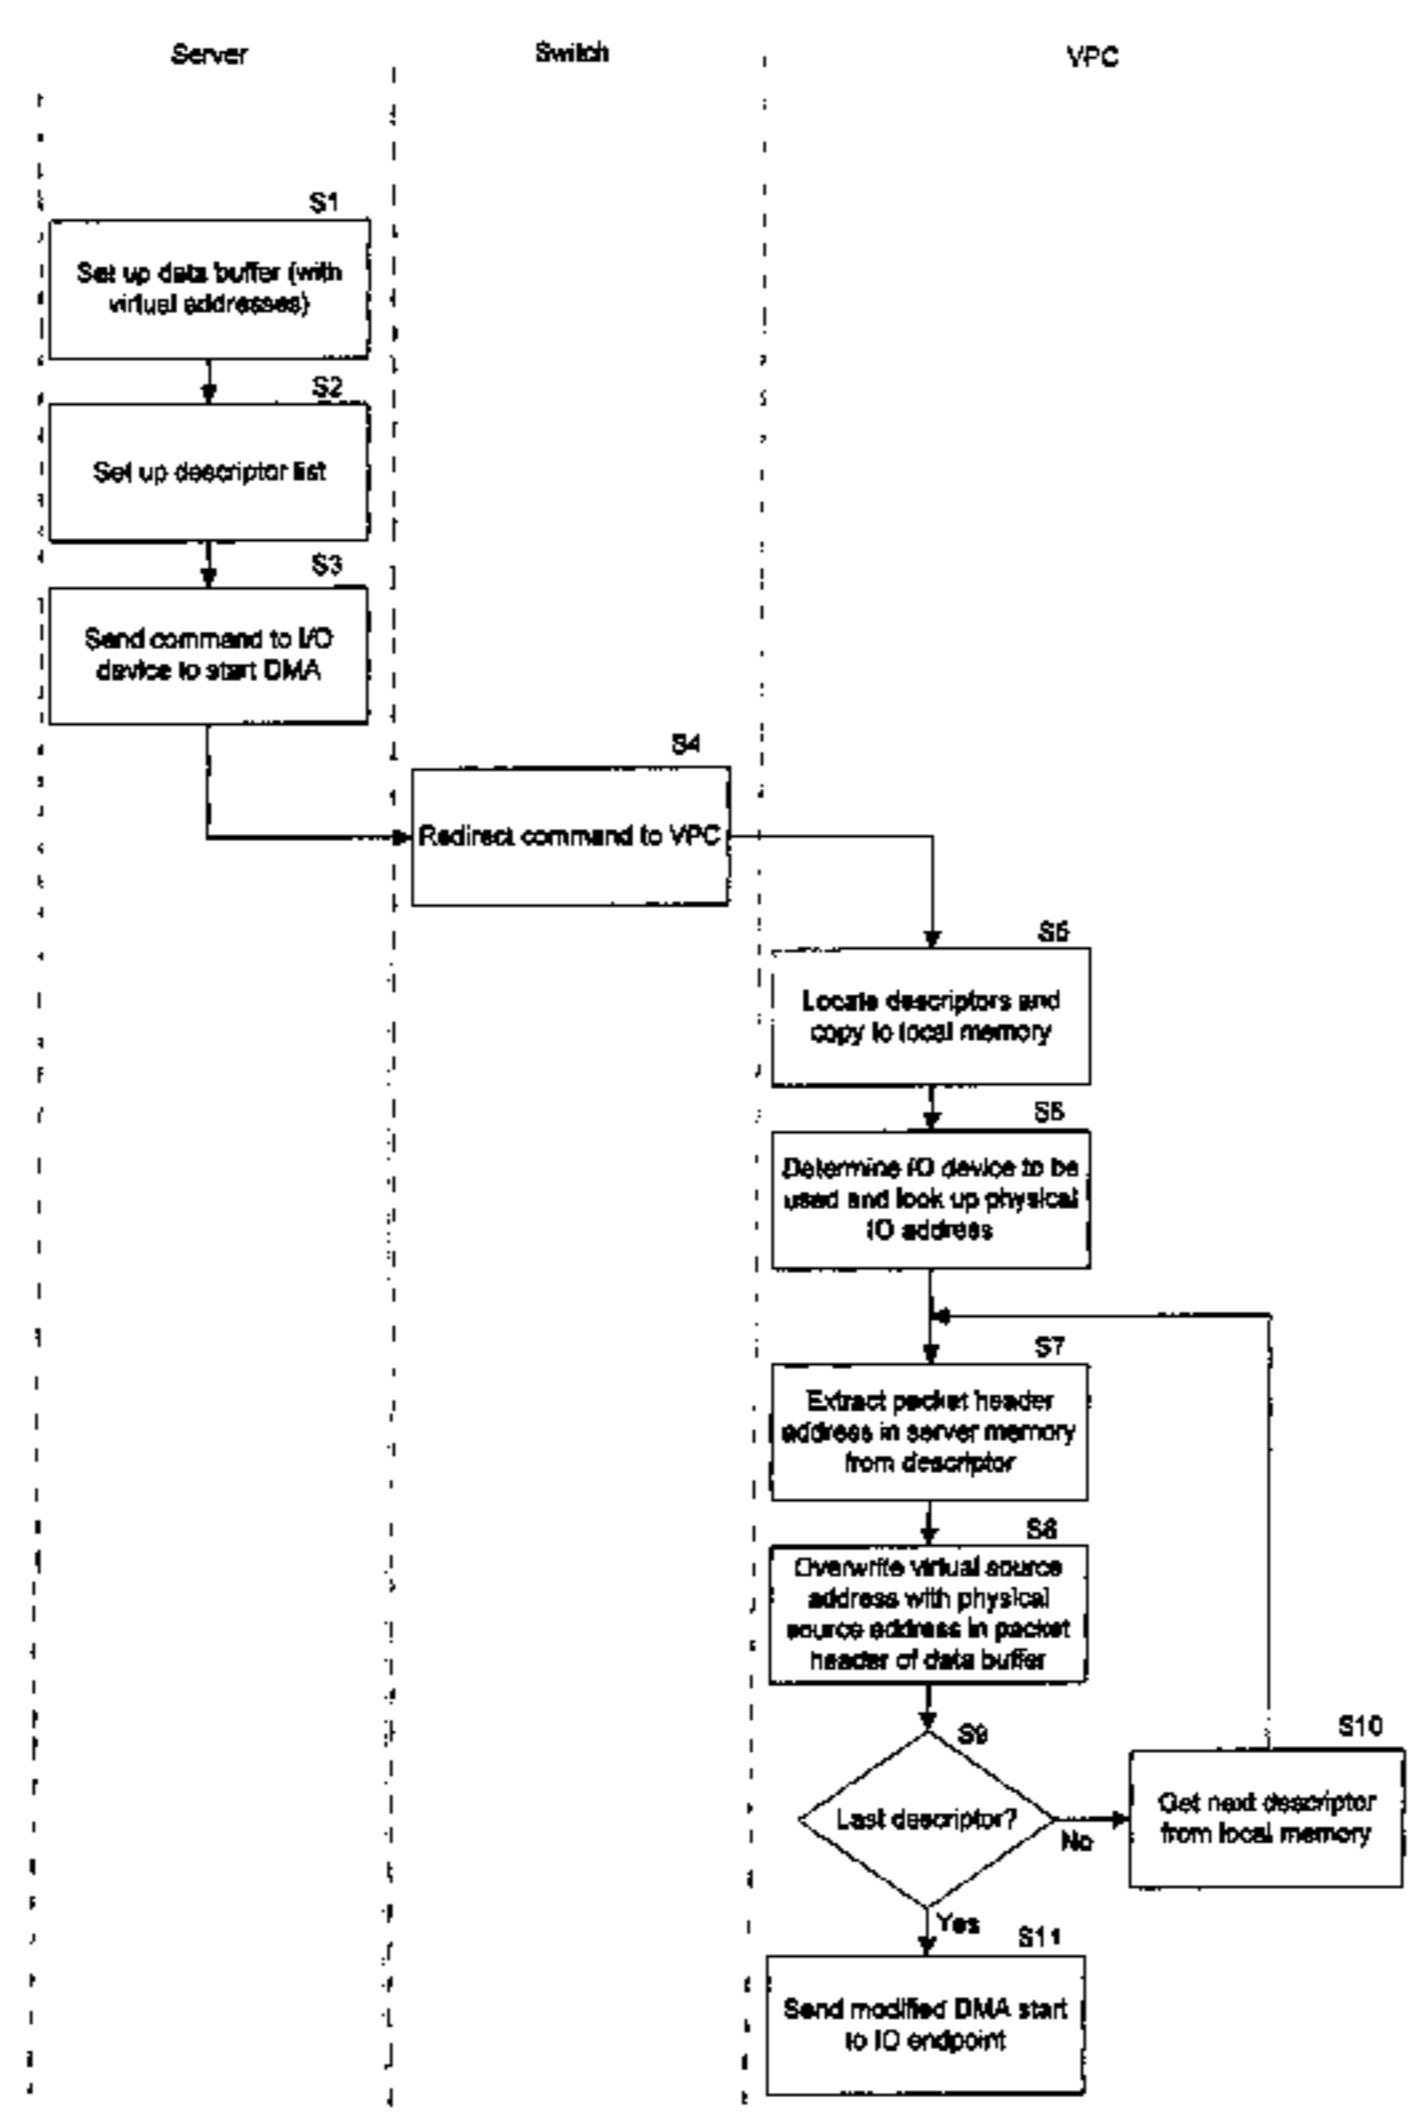 Server
Switch
VPC
S1
Set up data buffer (with
virtual addresses)
S2
Set up descriptor list
S3
Send command to I/O
device to start DMA
S4
Redirect command to VPC
S5
Locate descriptors and
copy to local memory
S6
Determine IO device to be
used and look up physical
IO address
S7
Extract packet header
address in server memory
from descriptor
S8
Overwrite virtual source
address with physical
source address in packet
header of data buffer
S9
Last descriptor?
No
S10
Get next descriptor
from local memory
Yes
S11
Send modified DMA start
to IO endpoint